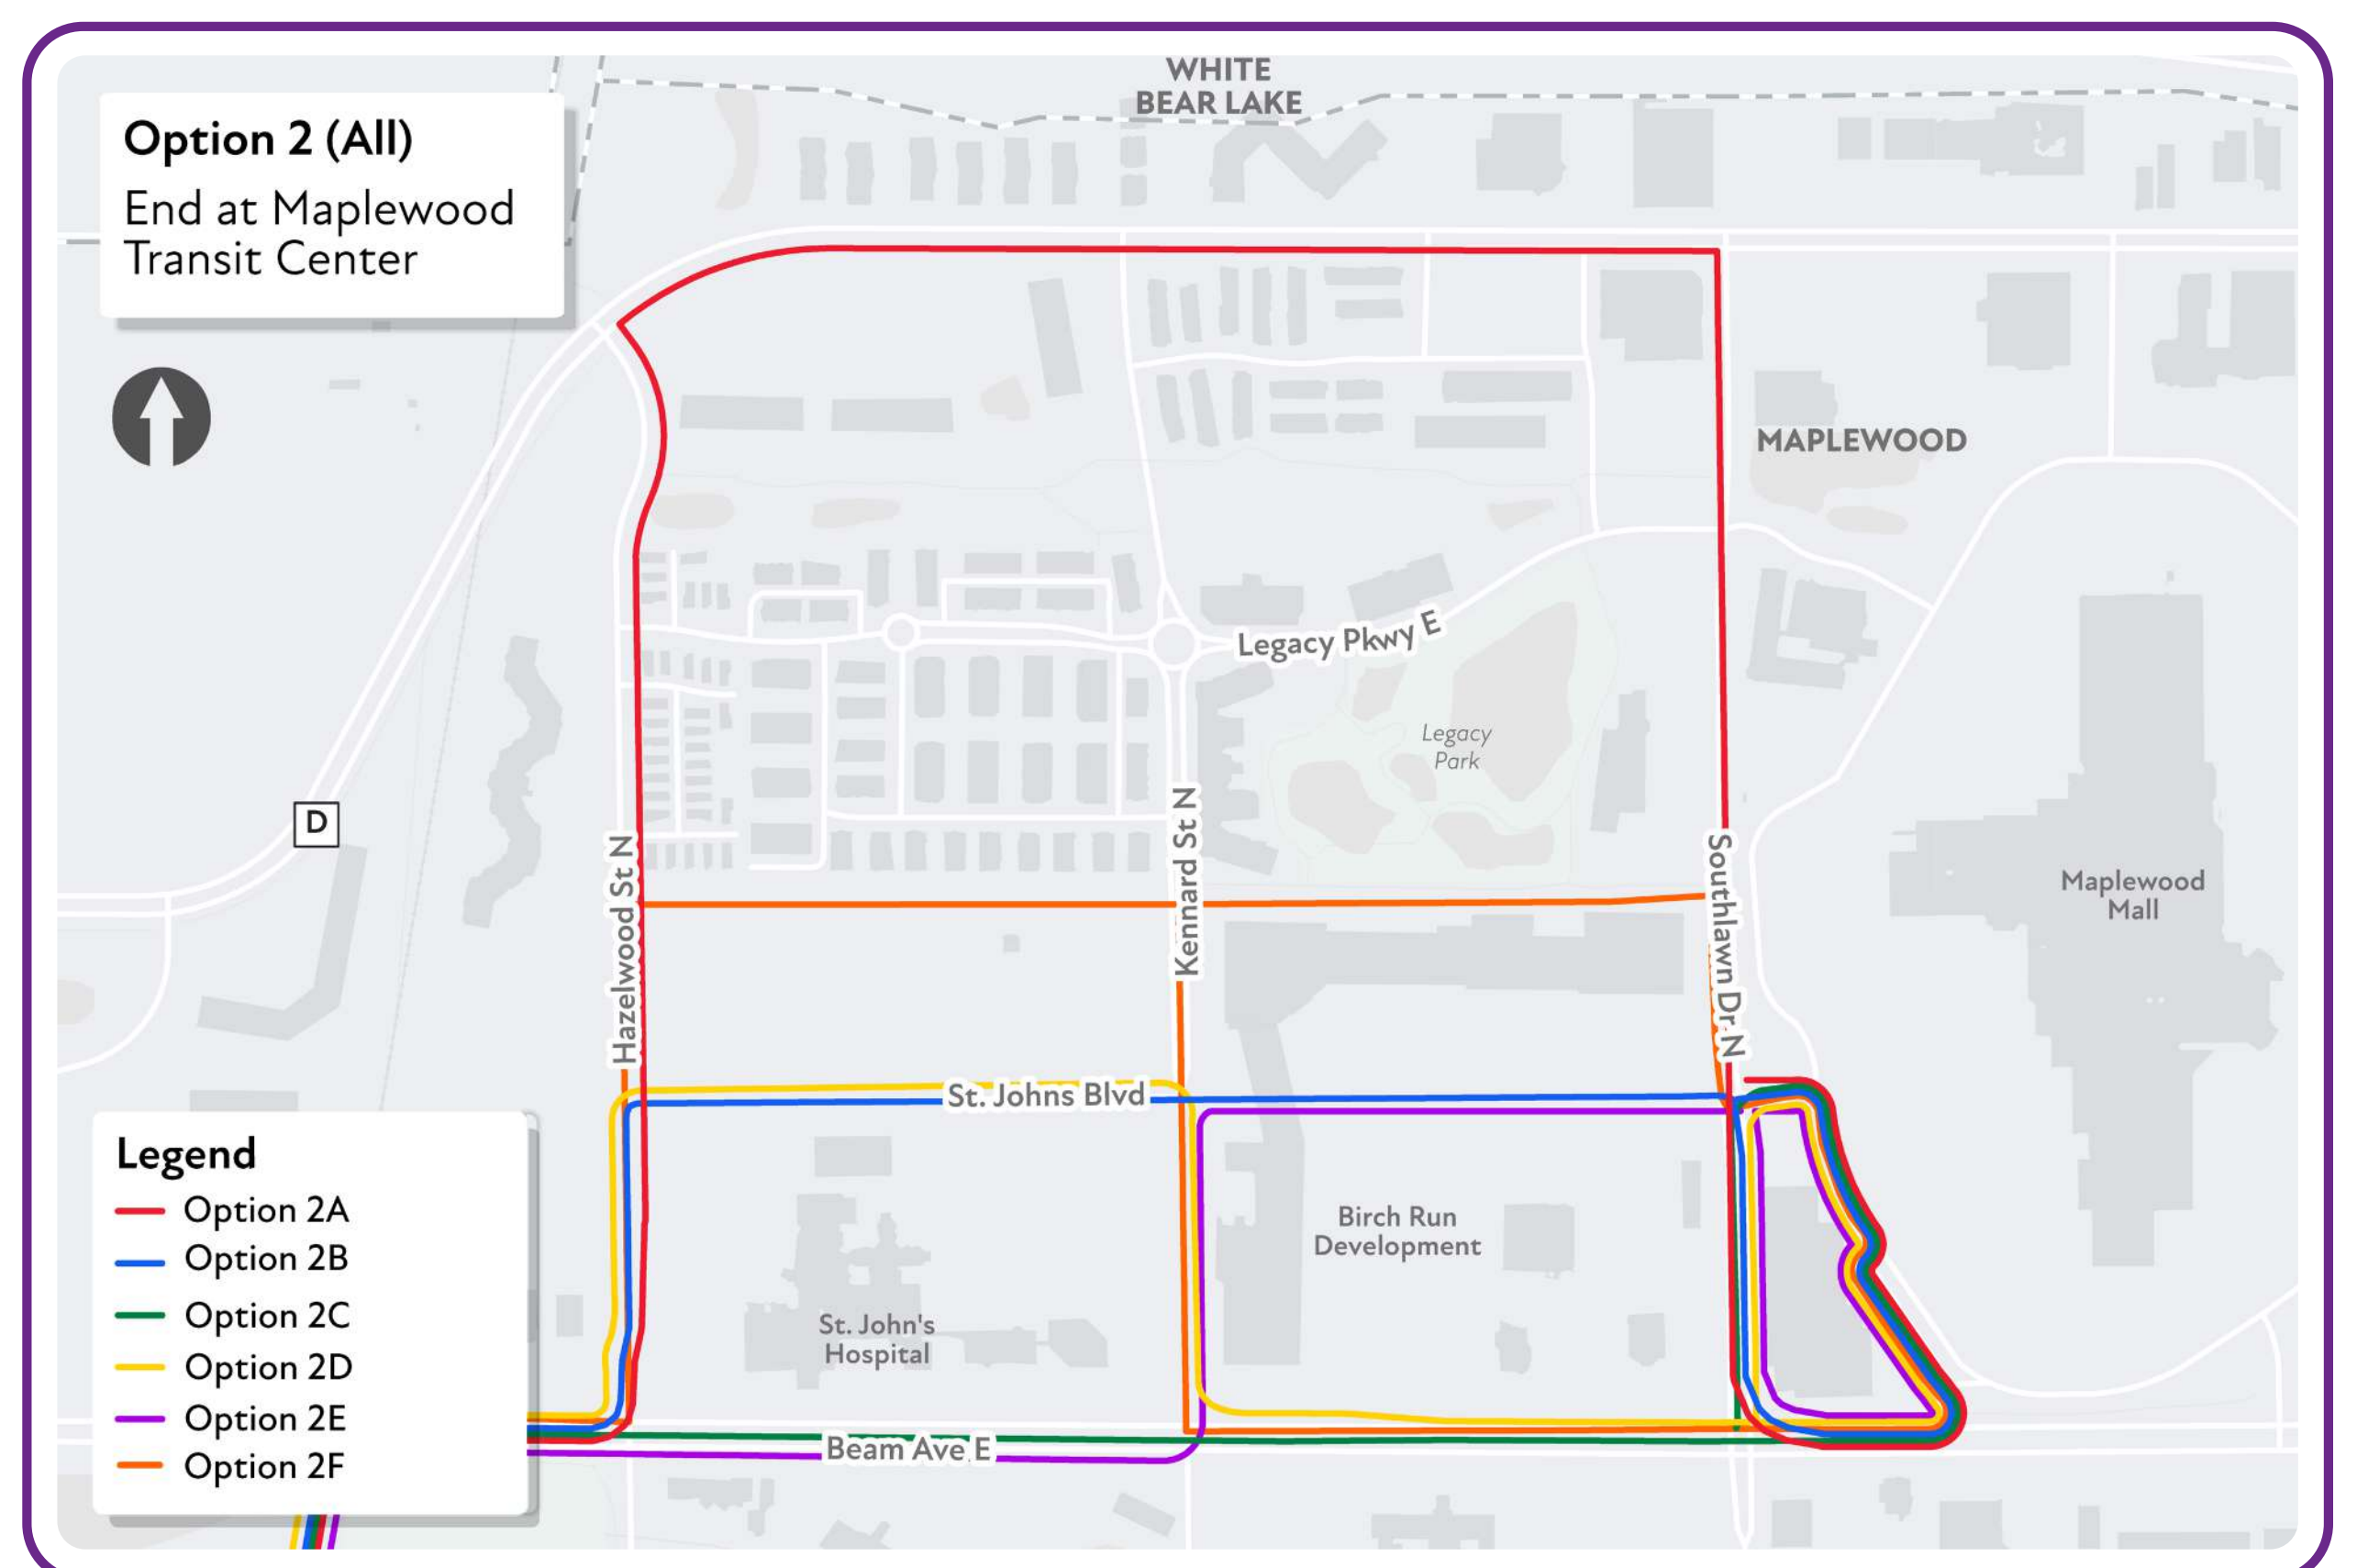 WHITE
BEAR LAKE
Option 2 (All)
End at Maplewood
Transit Center
MAPLEWOOD
Legacy Pkwy E
Legacy
Park
D
Hazelwood St N
Kennard St N
Southlawn Dr N
Maplewood
Mall
St. Johns Blvd
Birch Run
Development
St. John's
Hospital
Beam Ave E
Legend
Option 2A
Option 2B
Option 2C
Option 2D
Option 2E
Option 2F